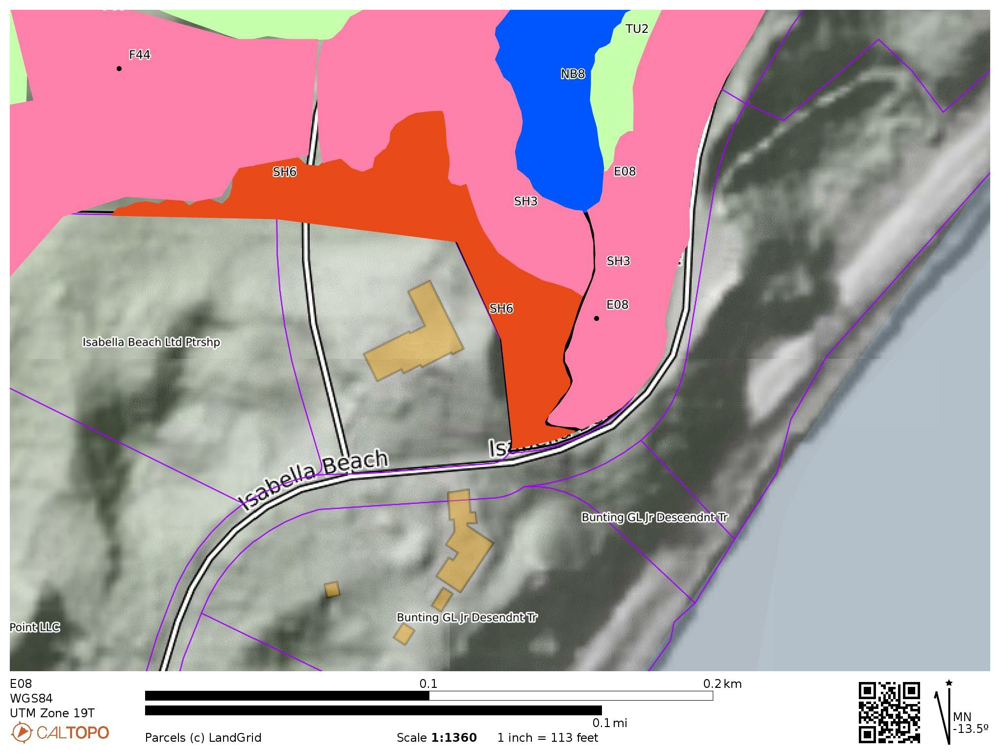 TU2
F44
NB8
E08
SH6
SH3
SH3
E08
SH6
Isabella Beach Ltd Ptrshp
Isabella Beach
Bunting GL Jr Descendnt Tr
Bunting GL Jr Desendnt Tr
Point LLC
E08
WGS84
UTM Zone 19T
CALTOPO
0.1
0.2 km
0.1 mi
Parcels (c) LandGrid
Scale 1:1360
1 inch = 113 feet
MN
-13.5º